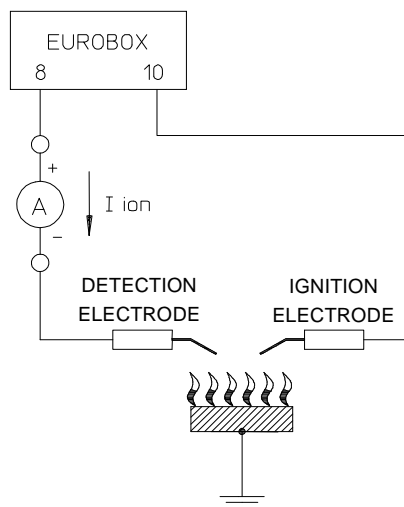 EUROBOX
8 10
+
A
I ion
–
DETECTION
ELECTRODE
IGNITION
ELECTRODE